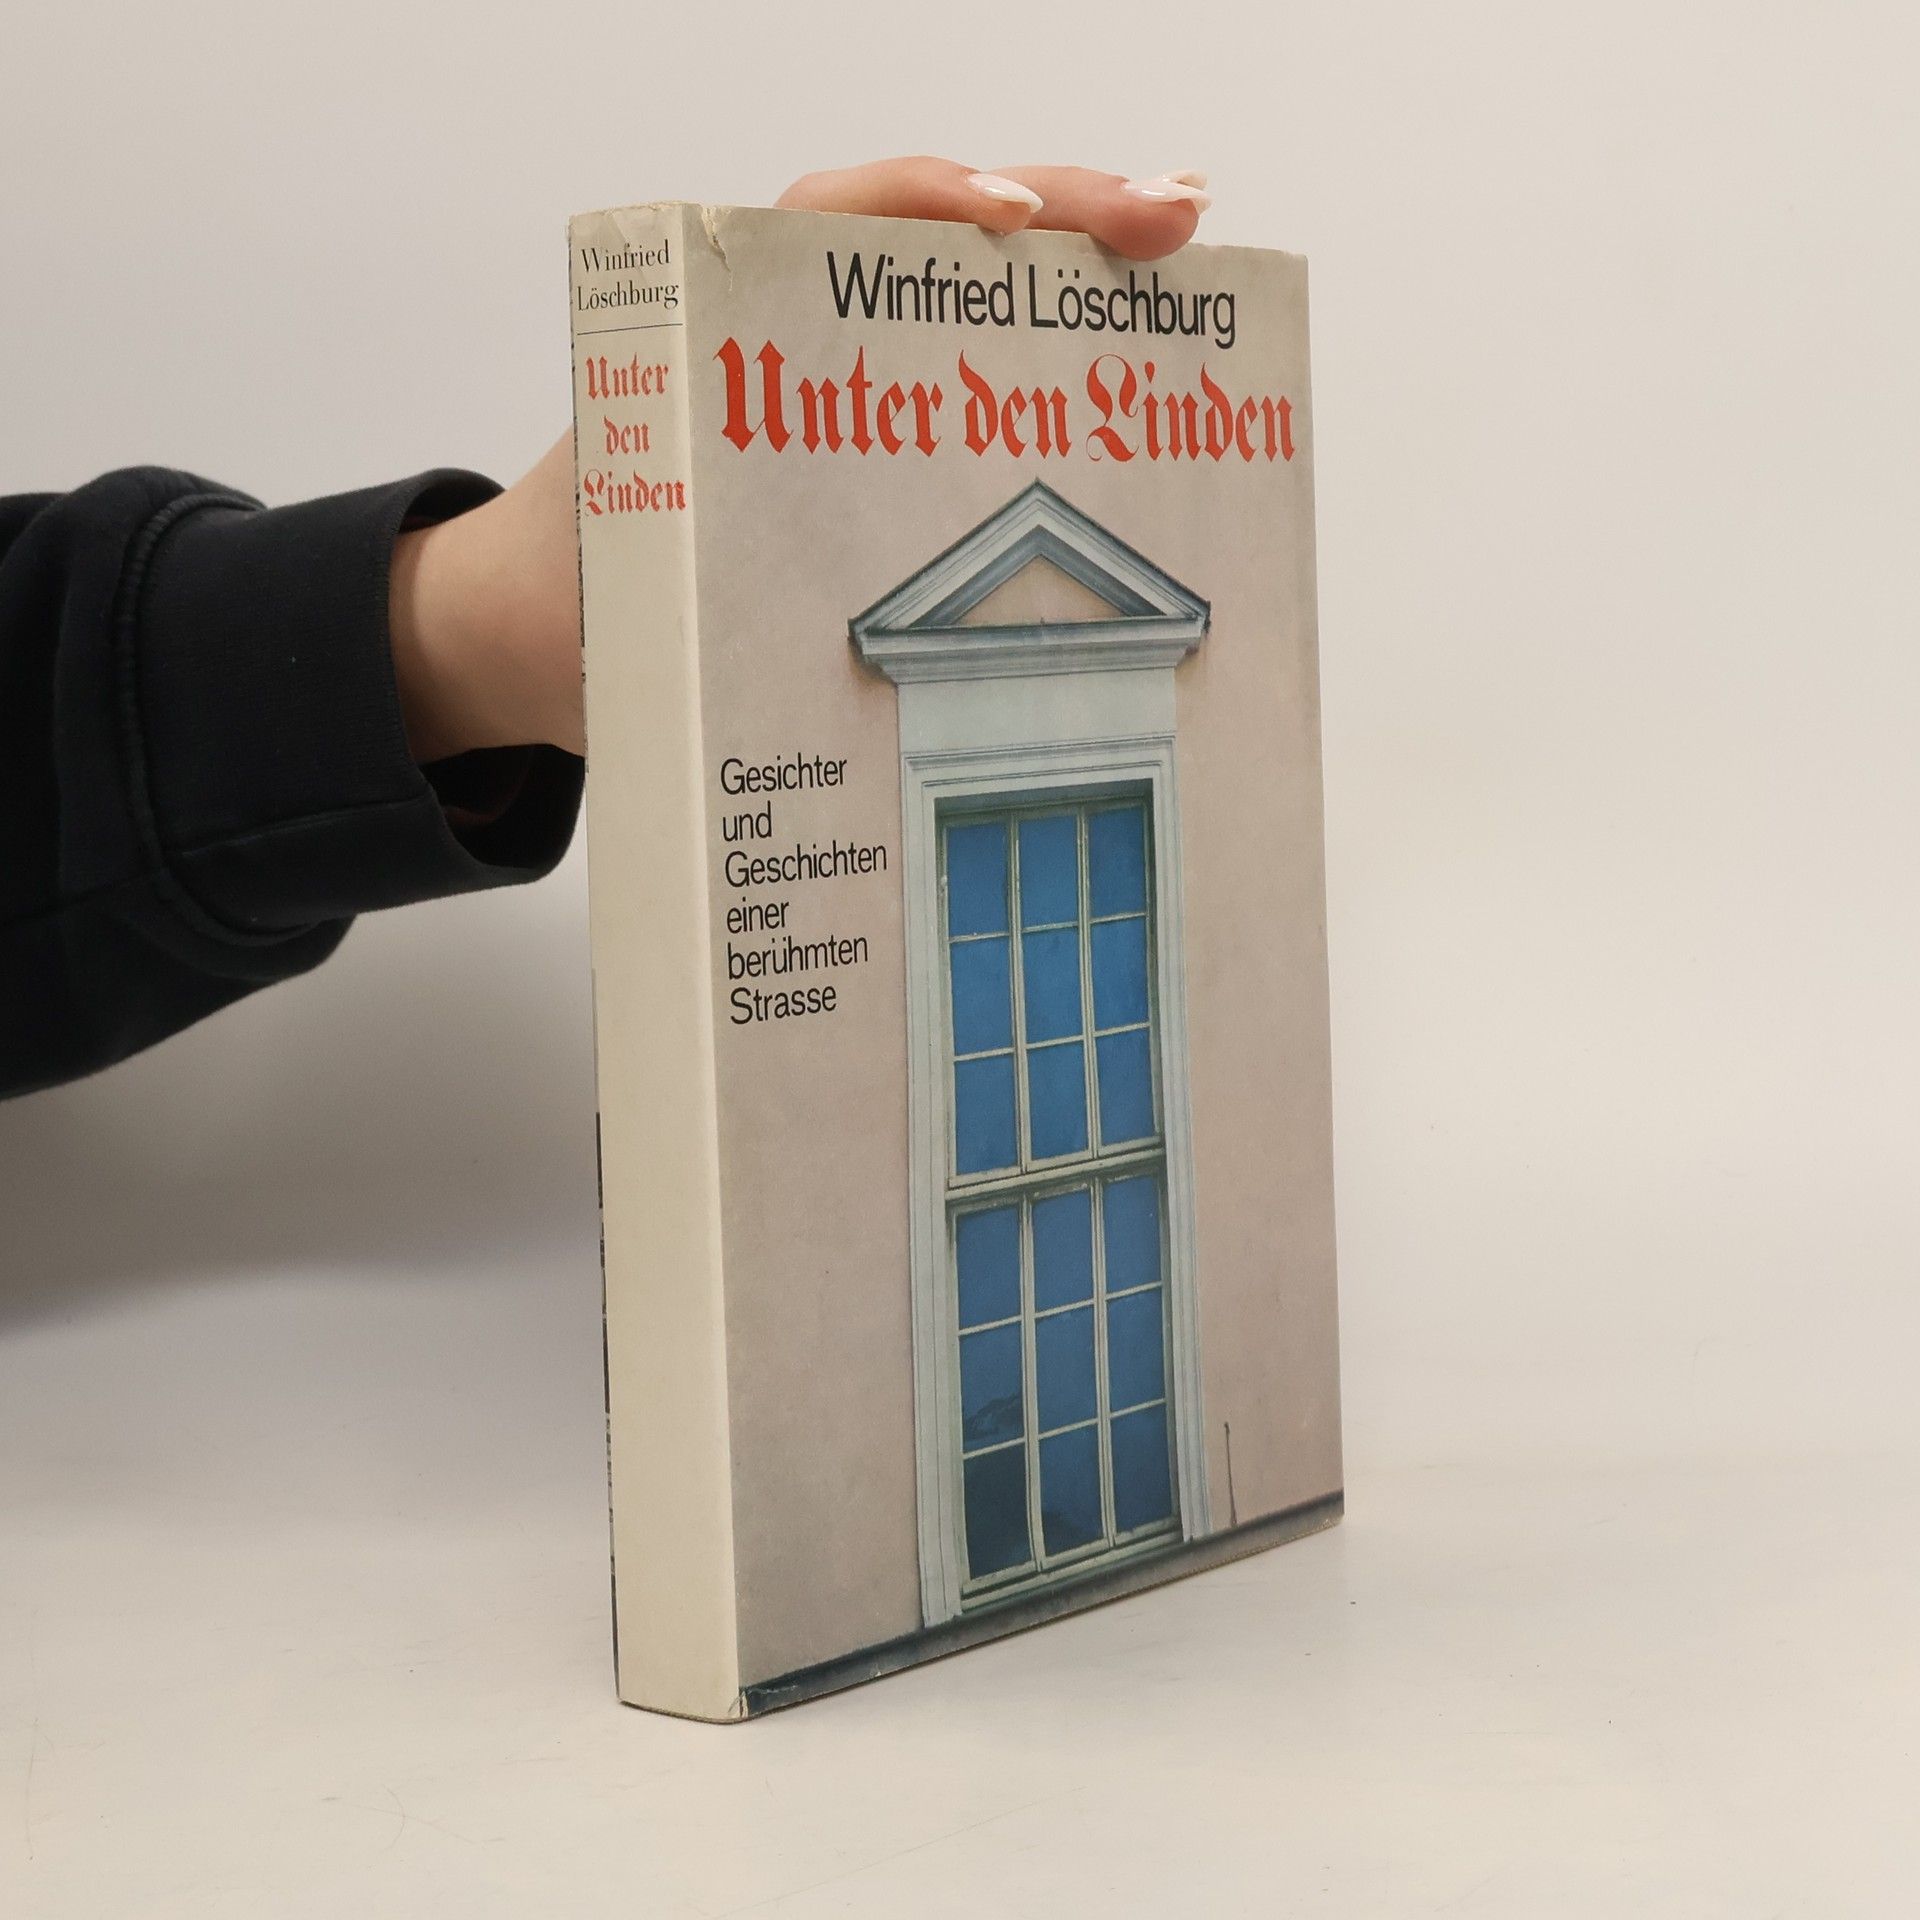 Winfried
Löschburg
Unter
den
Linden
Winfried Löschburg
Unter den Linden
Gesichter
und
Geschichten
einer
berühmten
Strasse